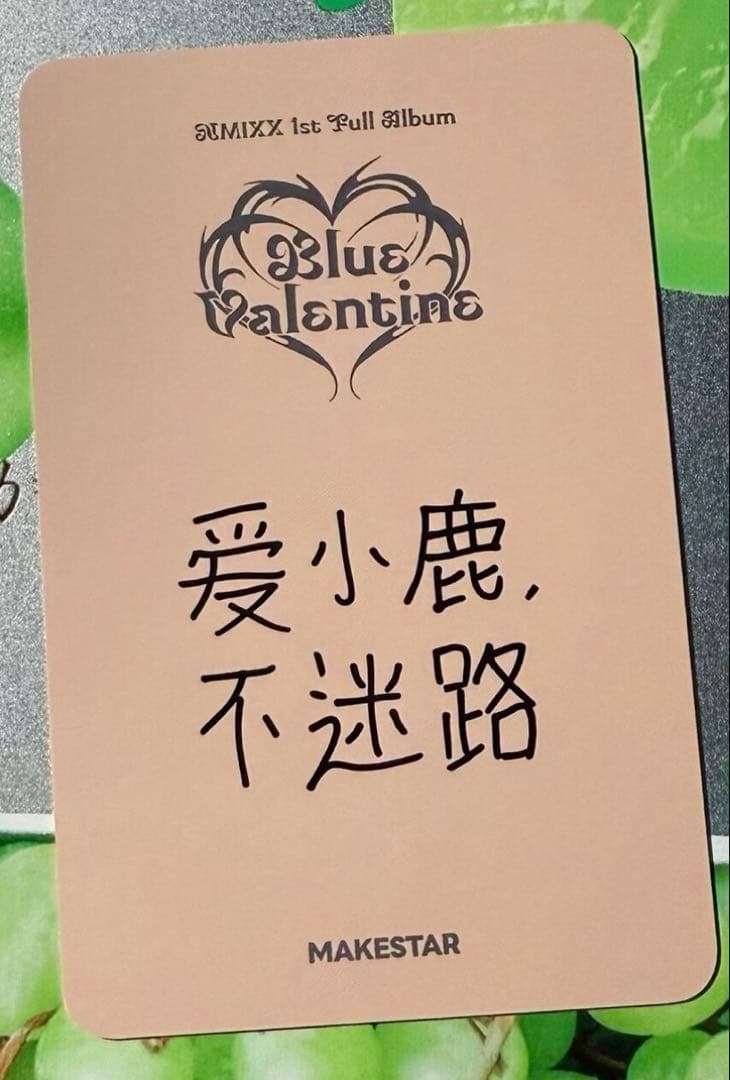 NMIXX 1st Full Album
Blue
Valentine
爱小鹿,
不迷路
MAKESTAR